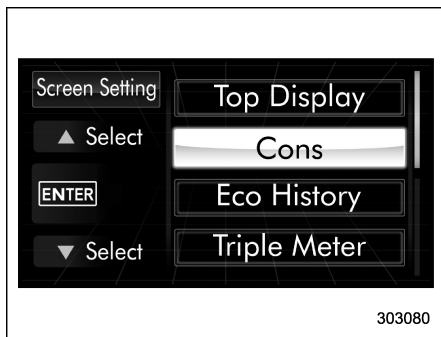 Screen Setting
▲ Select
ENTER
▼ Select
Top Display
Cons
Eco History
Triple Meter
303080